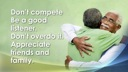 Don't compete.
Be a good
listener.
Don't overdo it.
Appreciate
friends and
family.